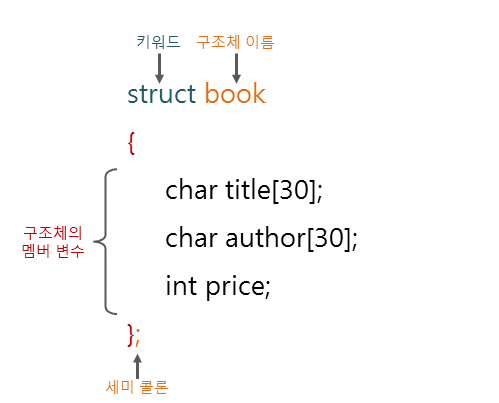 키워드 구조체 이름
struct book
{
char title[30];
char author[30];
구조체의
멤버 변수
int price;
};
세미 콜론